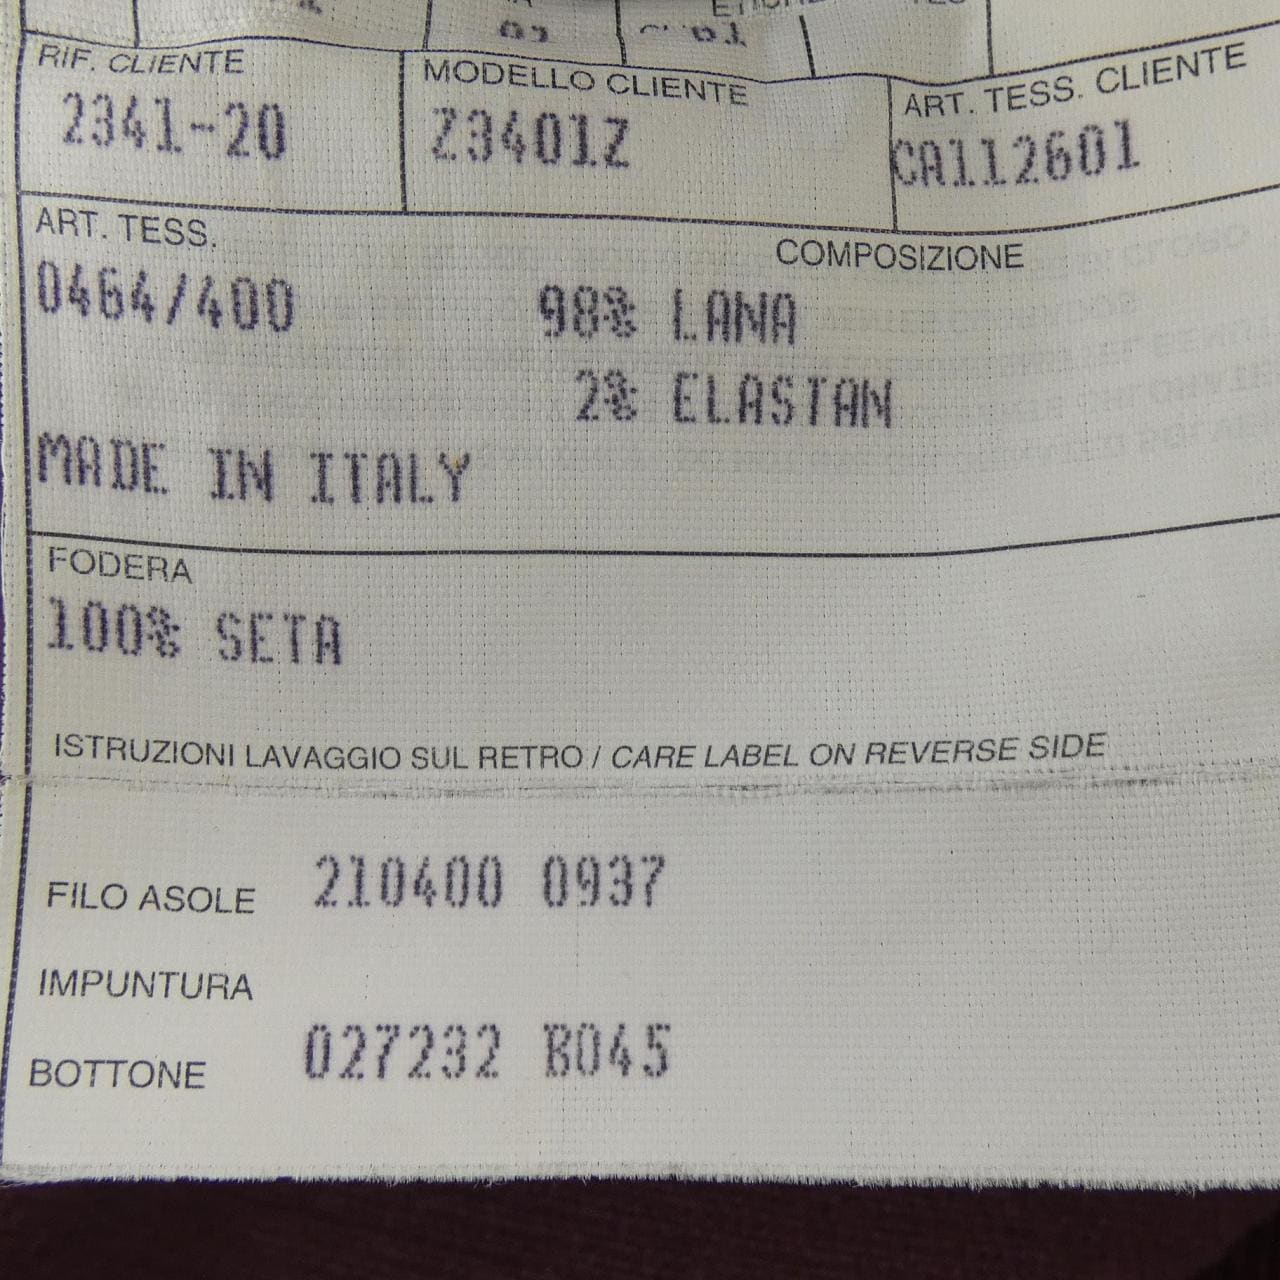 RIF. CLIENTE MODELLO CLIENTE ART. TESS. CLIENTE
2341-20 Z3401Z CA112601
ART. TESS. COMPOSIZIONE
0464/400 98% LANA
2% ELASTAN
MADE IN ITALY
FODERA
100% SETA
ISTRUZIONI LAVAGGIO SUL RETRO / CARE LABEL ON REVERSE SIDE
FILO ASOLE 210400 0937
IMPUNTURA
BOTTONE 027232 B045